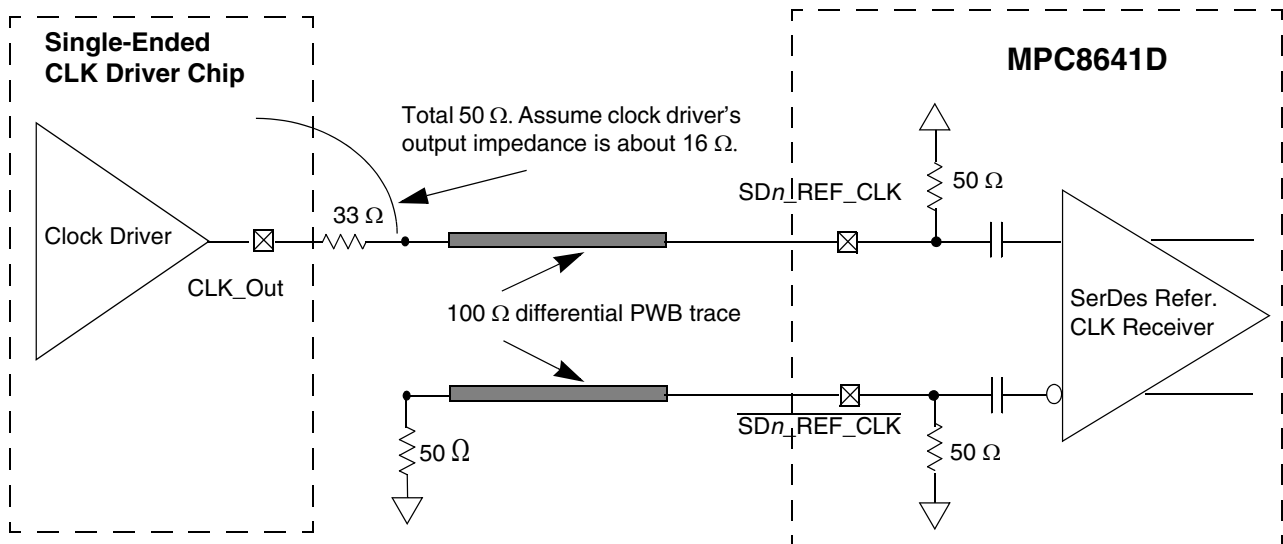 Single-Ended
CLK Driver Chip
MPC8641D
Total 50 Ω. Assume clock driver's
output impedance is about 16 Ω.
SDn_REF_CLK
50 Ω
33 Ω
Clock Driver
CLK_Out
100 Ω differential PWB trace
SerDes Refer.
CLK Receiver
SDn_REF_CLK
50 Ω
50 Ω